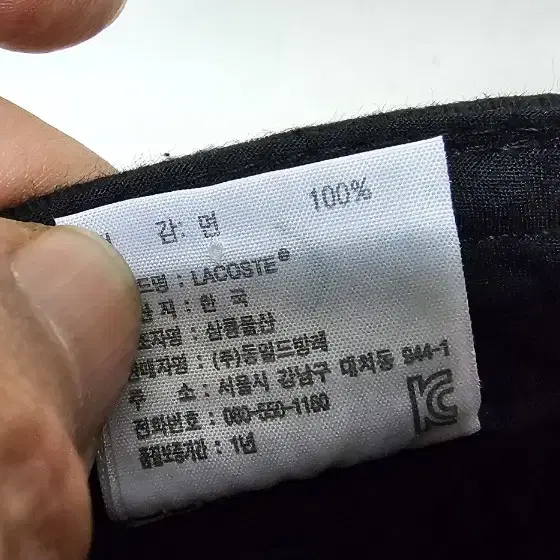 감: 면 100%
드명 : LACOSTE®
산 지 : 한 국
조자명 : 삼풍물산
판매자명 : (주)동일드방레
주 소 : 서울시 강남구 대치동 944-1
전화번호 : 080-550-1160
품질보증기간 : 1년